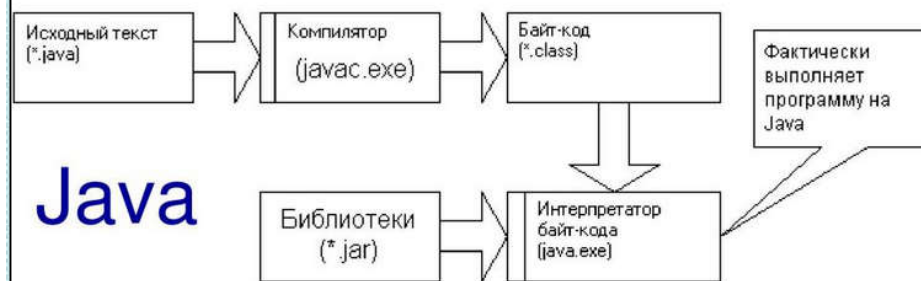 Исходный текст
(*.java)
Компилятор
(javac.exe)
Байт-код
(*.class)
Фактически
выполняет
программу на
Java
Java
Библиотеки
(*.jar)
Интерпретатор
байт-кода
(java.exe)